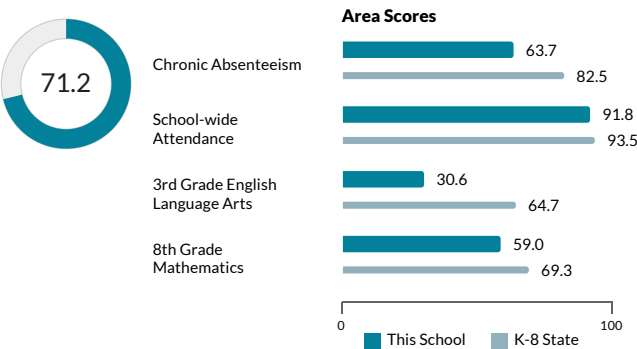 Area Scores
71.2
Chronic Absenteeism
63.7
82.5
School-wide
Attendance
91.8
93.5
3rd Grade English
Language Arts
30.6
64.7
8th Grade
Mathematics
59.0
69.3
0
100
This School
K-8 State